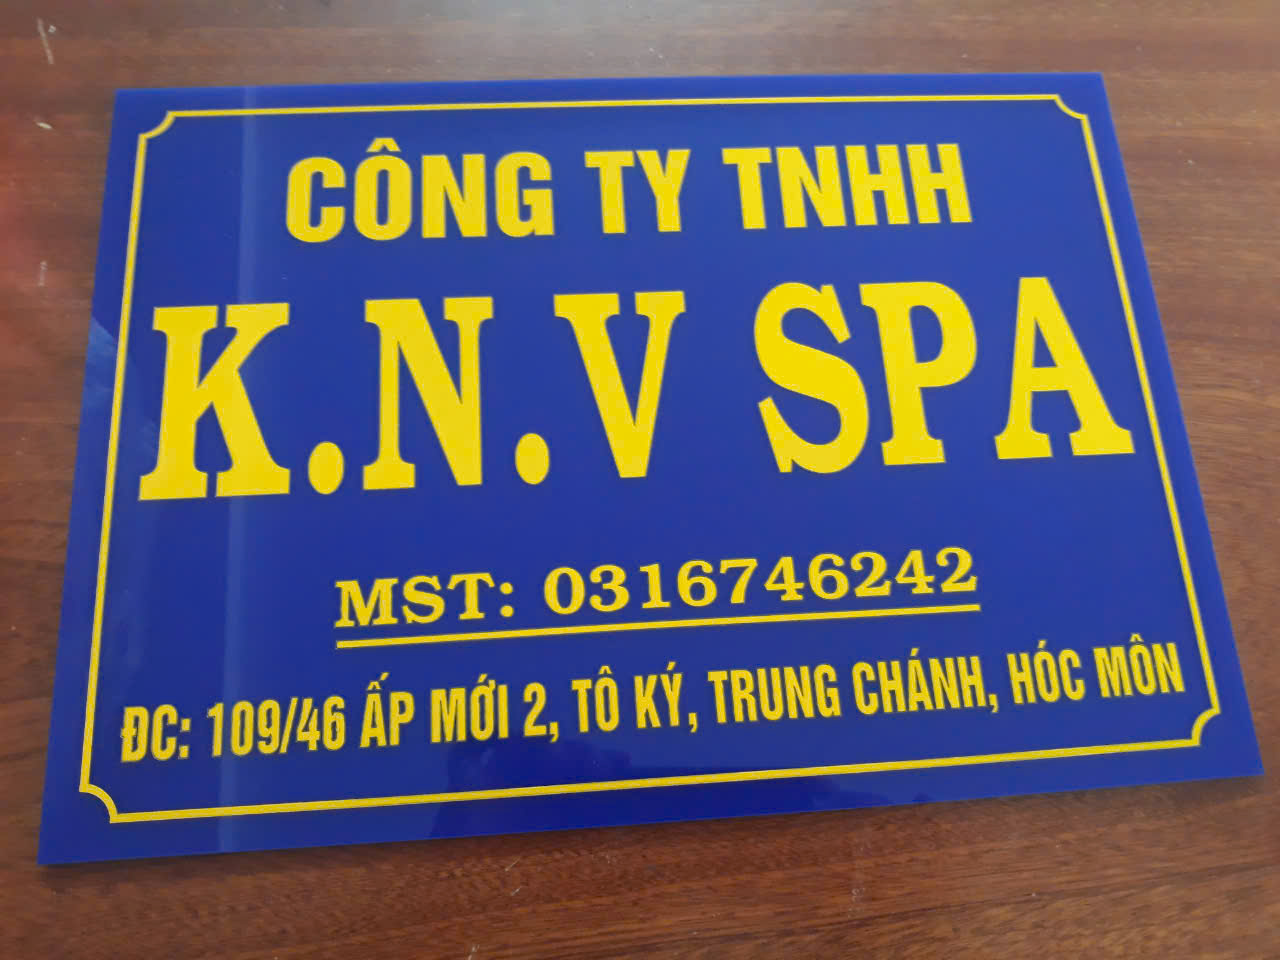 CÔNG TY TNHH
K.N.V SPA
MST: 0316746242
ĐC: 109/46 ẤP MỚI 2, TÔ KÝ, TRUNG CHÁNH, HÓC MÔN